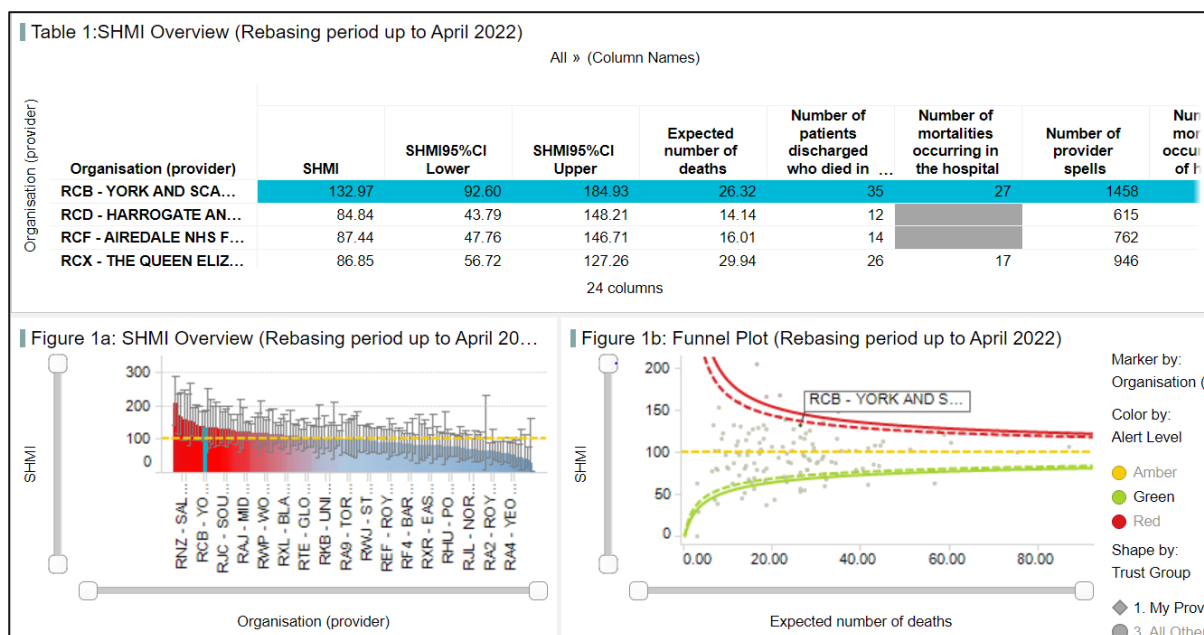 Table 1:SHMI Overview (Rebasing period up to April 2022)
All » (Column Names)
Organisation (provider)
Organisation (provider) SHMI SHMI95%CI Lower SHMI95%CI Upper Expected number of deaths Number of patients discharged who died in ... Number of mortalities occurring in the hospital Number of provider spells
RCB - YORK AND SCA... 132.97 92.60 184.93 26.32 35 27 1458
RCD - HARROGATE AN... 84.84 43.79 148.21 14.14 12 615
RCF - AIREDALE NHS F... 87.44 47.76 146.71 16.01 14 762
RCX - THE QUEEN ELIZ... 86.85 56.72 127.26 29.94 26 17 946
24 columns
Figure 1a: SHMI Overview (Rebasing period up to April 20...
300
200
100
0
SHMI
RNZ - SAL...
RCB - YO...
RJC - SOU...
RAJ - MID...
RWP - WO...
RXL - BLA...
RTE - GLO...
RKB - UNI...
RA9 - TOR...
RWJ - ST...
REF - ROY...
RF4 - BAR...
RXR - EAS...
RHU - PO...
RJL - NOR...
RA2 - ROY...
RA4 - YEO...
Organisation (provider)
Figure 1b: Funnel Plot (Rebasing period up to April 2022)
200
150
100
50
0
SHMI
RCB - YORK AND S...
0.00 20.00 40.00 60.00 80.00
Expected number of deaths
Marker by:
Organisation (
Color by:
Alert Level
Amber
Green
Red
Shape by:
Trust Group
1. My Prov
3. All Other